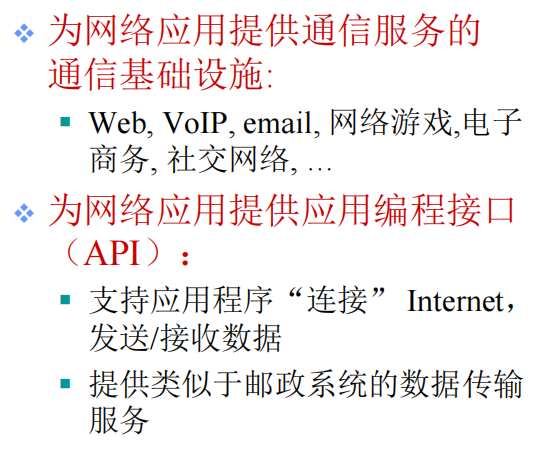 为网络应用提供通信服务的
通信基础设施:
Web, VoIP, email, 网络游戏,电子
商务, 社交网络, …
为网络应用提供应用编程接口
（API）：
支持应用程序“连接” Internet，
发送/接收数据
提供类似于邮政系统的数据传输
服务